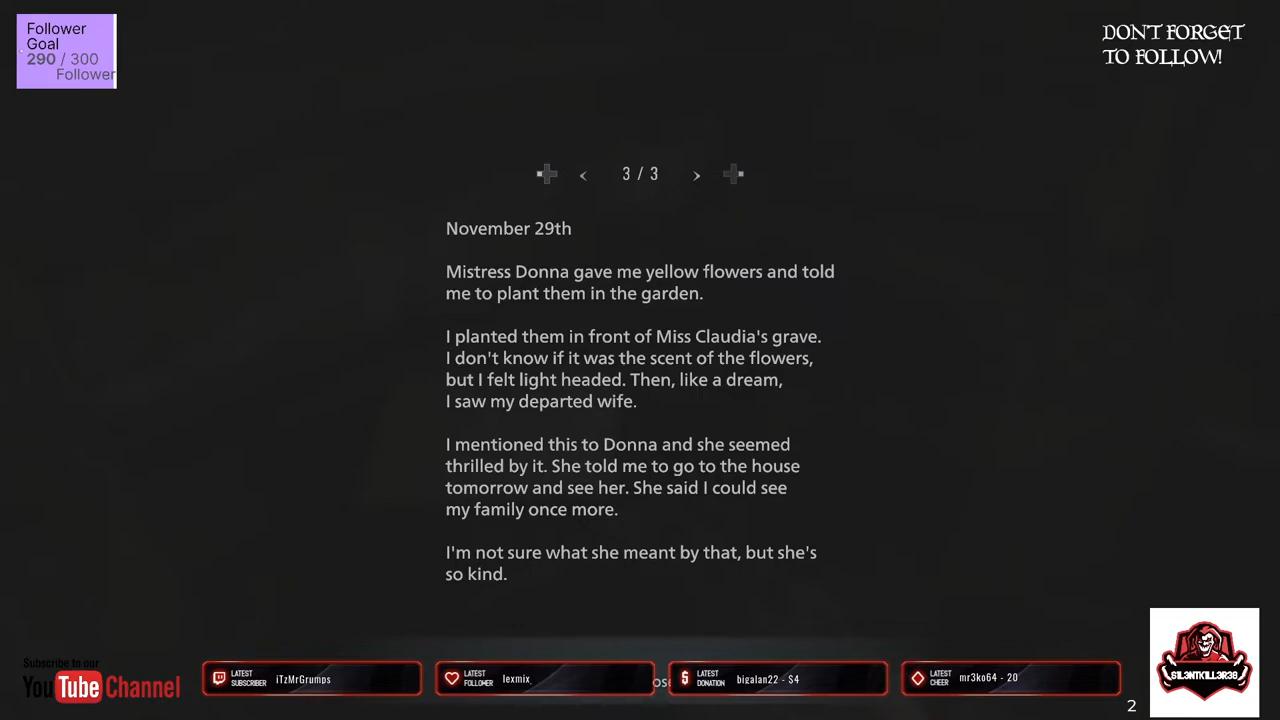 Follower
Goal
290 / 300
Follower
DON'T FORGET
TO FOLLOW!
< 3 / 3 >
November 29th
Mistress Donna gave me yellow flowers and told
me to plant them in the garden.
I planted them in front of Miss Claudia's grave.
I don't know if it was the scent of the flowers,
but I felt light headed. Then, like a dream,
I saw my departed wife.
I mentioned this to Donna and she seemed
thrilled by it. She told me to go to the house
tomorrow and see her. She said I could see
my family once more.
I'm not sure what she meant by that, but she's
so kind.
Subscribe to our
YouTube Channel
LATEST
SUBSCRIBER
iTzMrGrumps
LATEST
FOLLOWER
lexmix_
LATEST
DONATION
bigalan22 - $4
LATEST
CHEER
mr3ko64 - 20
S1L3NTK1LL3R38
2